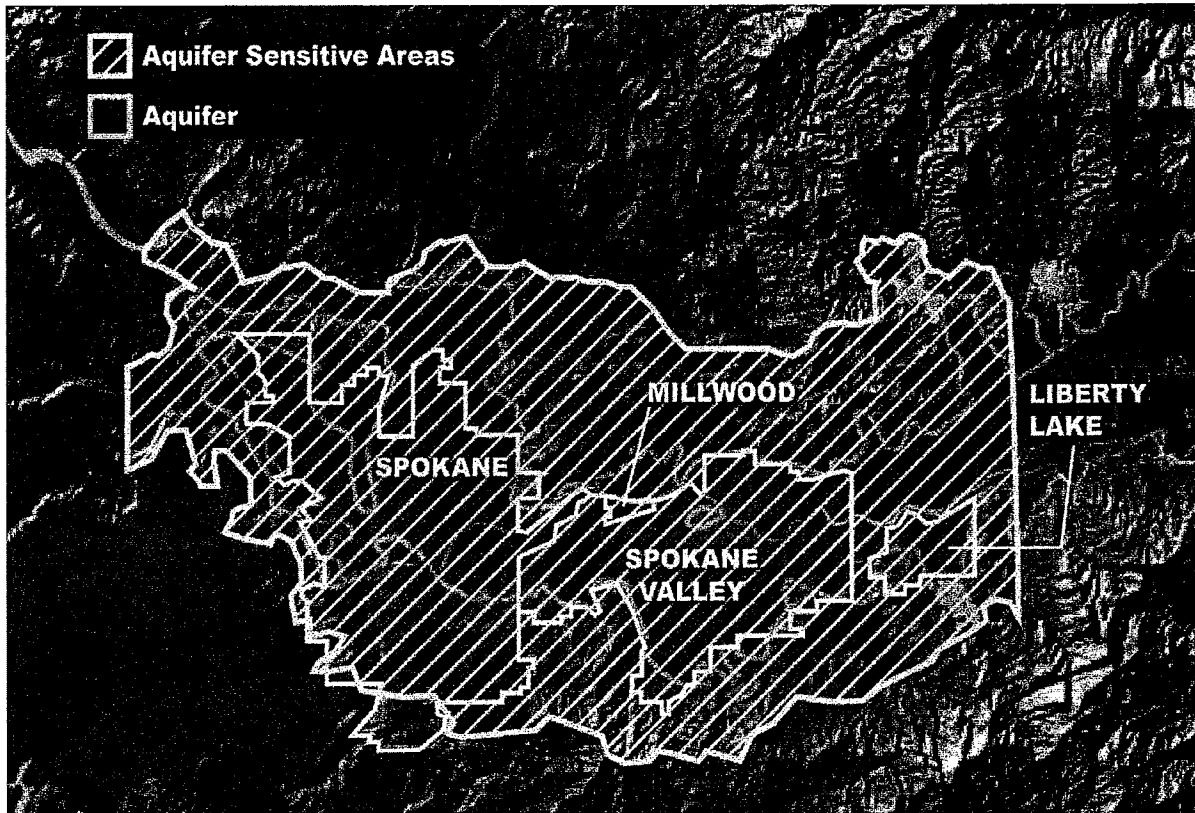 Aquifer Sensitive Areas
Aquifer
MILLWOOD
LIBERTY
LAKE
SPOKANE
SPOKANE
VALLEY